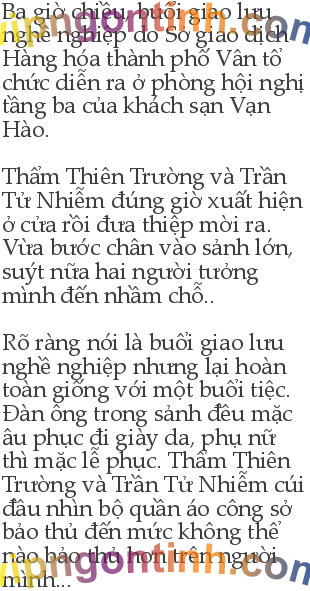 Ba giờ chiều, buổi giao lưu
nghề nghiệp do Sở giao dịch
Hàng hóa thành phố Vân tổ
chức diễn ra ở phòng hội nghị
tầng ba của khách sạn Vạn
Hào.
Thẩm Thiên Trường và Trần
Tử Nhiễm đúng giờ xuất hiện
ở cửa rồi đưa thiệp mời ra.
Vừa bước chân vào sảnh lớn,
suýt nữa hai người tưởng
mình đến nhầm chỗ..
Rõ ràng nói là buổi giao lưu
nghề nghiệp nhưng lại hoàn
toàn giống với một buổi tiệc.
Đàn ông trong sảnh đều mặc
âu phục đi giày da, phụ nữ
thì mặc lễ phục. Thẩm Thiên
Trường và Trần Tử Nhiễm cúi
đầu nhìn bộ quần áo công sở
bảo thủ đến mức không thể
nào bảo thủ hơn trên người
mình...